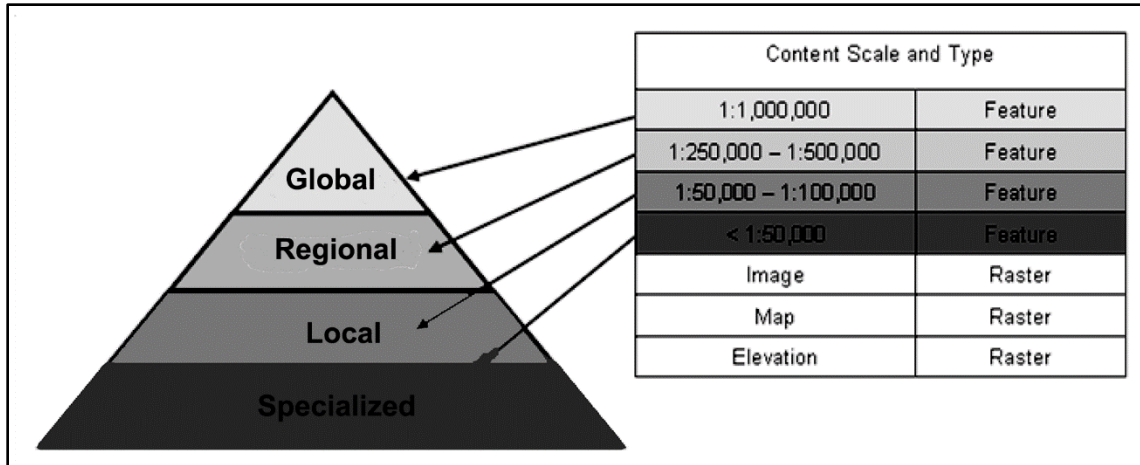 Global
Regional
Local
Specialized
Content Scale and Type
1:1,000,000 Feature
1:250,000 – 1:500,000 Feature
1:50,000 – 1:100,000 Feature
< 1:50,000 Feature
Image Raster
Map Raster
Elevation Raster